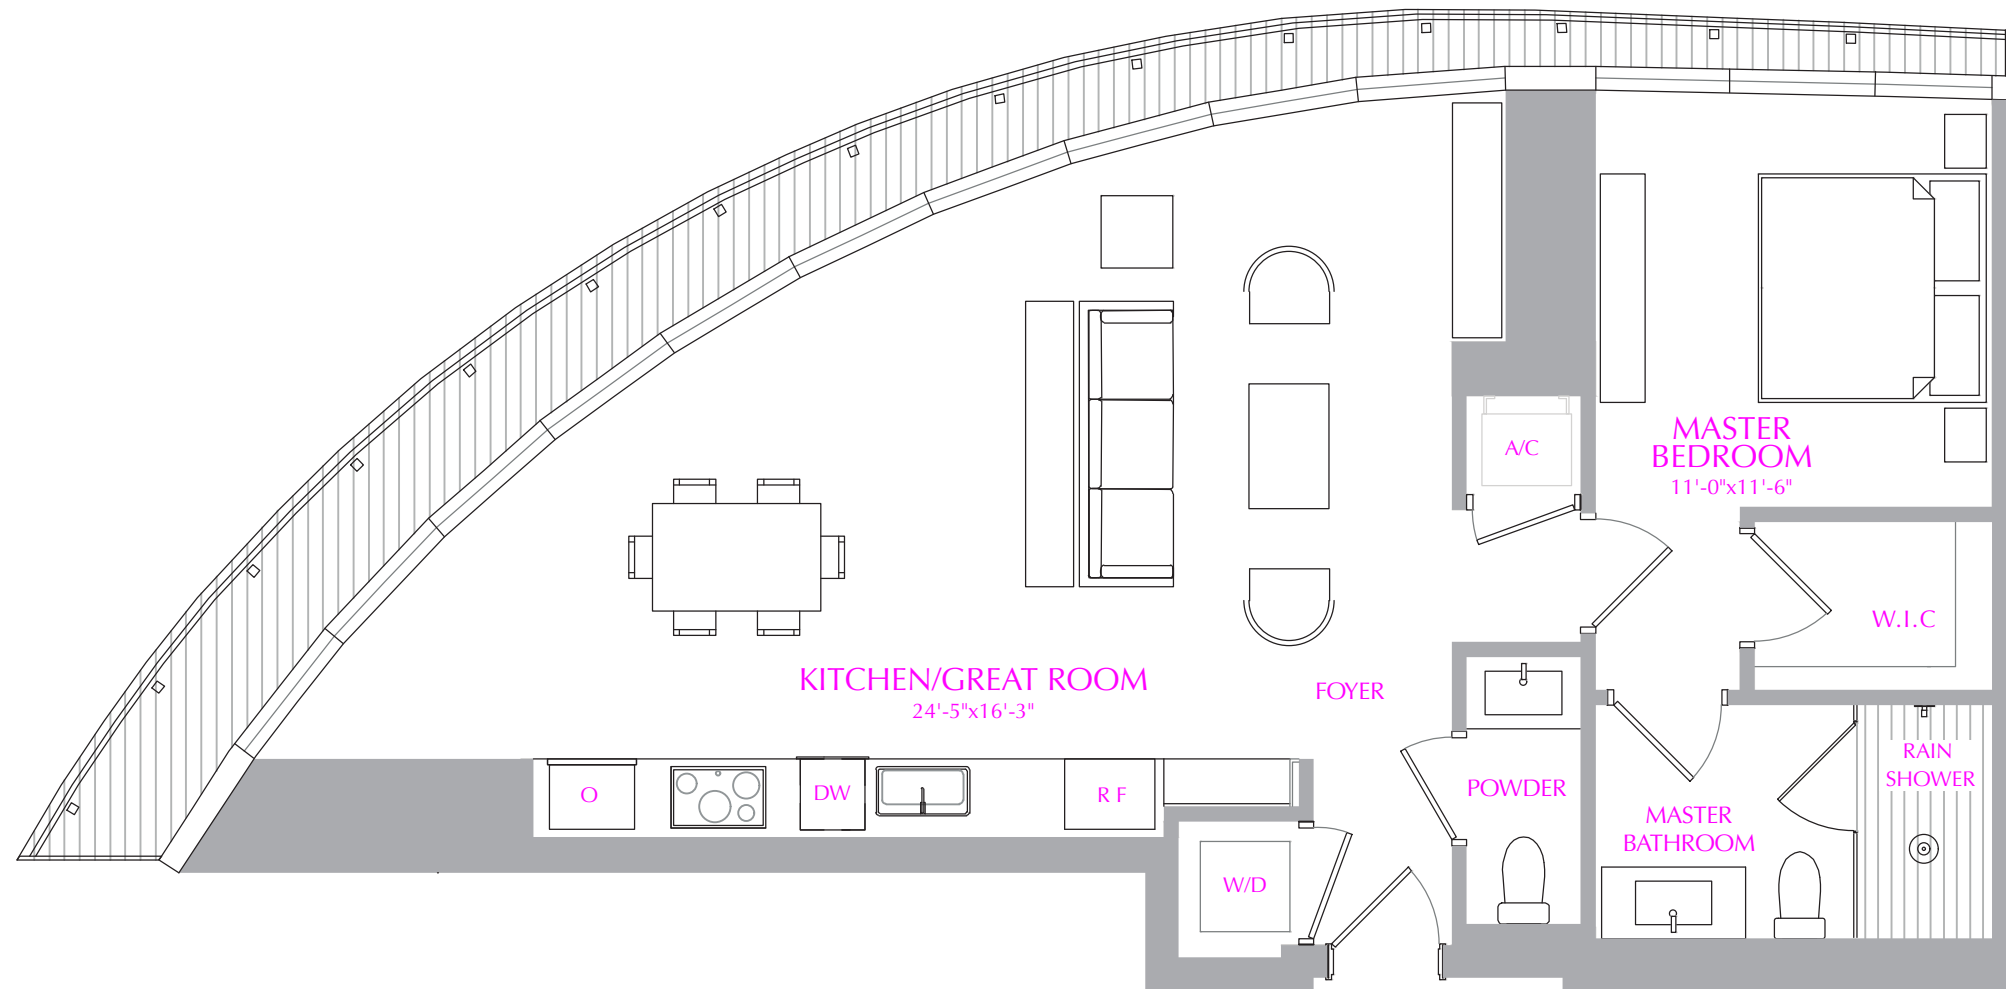 A/C
MASTER
BEDROOM
11'-0"x11'-6"
W.I.C
KITCHEN/GREAT ROOM
24'-5"x16'-3"
FOYER
RAIN
SHOWER
POWDER
O
DW
R F
MASTER
BATHROOM
W/D